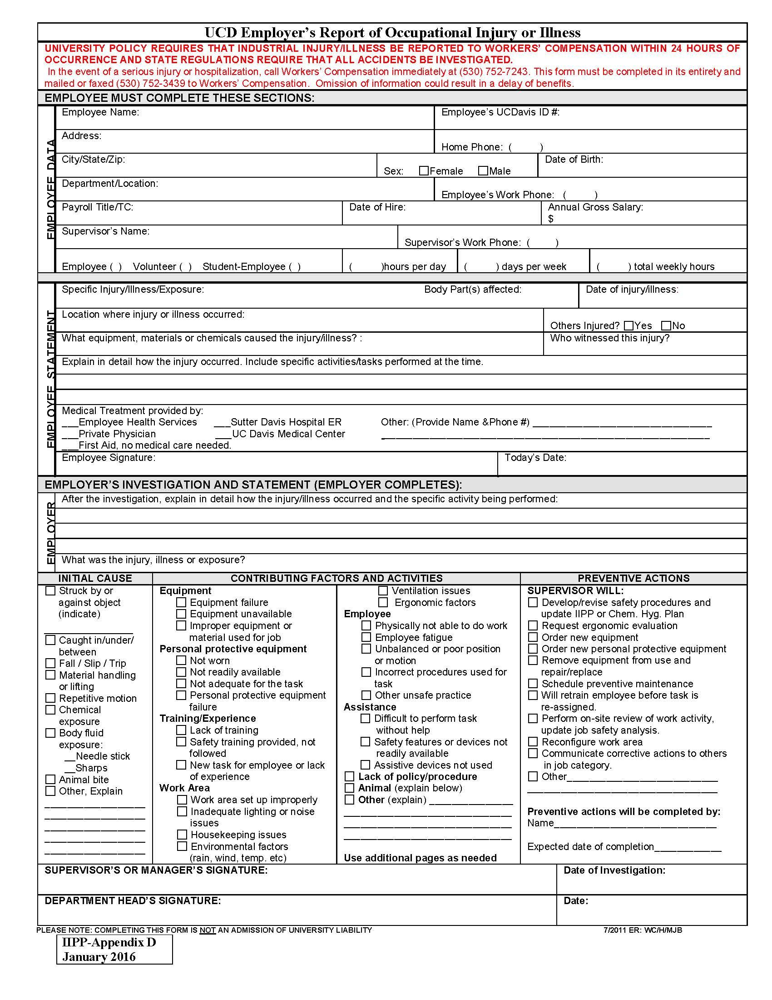 UCD Employer's Report of Occupational Injury or Illness
UNIVERSITY POLICY REQUIRES THAT INDUSTRIAL INJURY/ILLNESS BE REPORTED TO WORKERS' COMPENSATION WITHIN 24 HOURS OF
OCCURRENCE AND STATE REGULATIONS REQUIRE THAT ALL ACCIDENTS BE INVESTIGATED.
In the event of a serious injury or hospitalization, call Workers' Compensation immediately at (530) 752-7243. This form must be completed in its entirety and
mailed or faxed (530) 752-3439 to Workers' Compensation. Omission of information could result in a delay of benefits.
EMPLOYEE MUST COMPLETE THESE SECTIONS:
EMPLOYEE DATA
Employee Name:
Employee's UCDavis ID #:
Address:
Home Phone: ( )
City/State/Zip:
Sex: ☐Female ☐Male
Date of Birth:
Department/Location:
Employee's Work Phone: ( )
Payroll Title/TC:
Date of Hire:
Annual Gross Salary:
$
Supervisor's Name:
Supervisor's Work Phone: ( )
Employee ( ) Volunteer ( ) Student-Employee ( )
( )hours per day
( ) days per week
( ) total weekly hours
EMPLOYEE STATEMENT
Specific Injury/Illness/Exposure:
Body Part(s) affected:
Date of injury/illness:
Location where injury or illness occurred:
Others Injured? ☐Yes ☐No
What equipment, materials or chemicals caused the injury/illness? :
Who witnessed this injury?
Explain in detail how the injury occurred. Include specific activities/tasks performed at the time.
Medical Treatment provided by:
___Employee Health Services ___Sutter Davis Hospital ER Other: (Provide Name &Phone #) ________________
___Private Physician ___UC Davis Medical Center ________________
___First Aid, no medical care needed.
Employee Signature:
Today's Date:
EMPLOYER'S INVESTIGATION AND STATEMENT (EMPLOYER COMPLETES):
EMPLOYER
After the investigation, explain in detail how the injury/illness occurred and the specific activity being performed:
What was the injury, illness or exposure?
INITIAL CAUSE
☐ Struck by or
against object
(indicate)
________________
☐ Caught in/under/
between
☐ Fall / Slip / Trip
☐ Material handling
or lifting
☐ Repetitive motion
☐ Chemical
exposure
☐ Body fluid
exposure:
__Needle stick
__Sharps
☐ Animal bite
☐ Other, Explain
CONTRIBUTING FACTORS AND ACTIVITIES
Equipment
☐ Equipment failure
☐ Equipment unavailable
☐ Improper equipment or
material used for job
Personal protective equipment
☐ Not worn
☐ Not readily available
☐ Not adequate for the task
☐ Personal protective equipment
failure
Training/Experience
☐ Lack of training
☐ Safety training provided, not
followed
☐ New task for employee or lack
of experience
Work Area
☐ Work area set up improperly
☐ Inadequate lighting or noise
issues
☐ Housekeeping issues
☐ Environmental factors
(rain, wind, temp. etc)
☐ Ventilation issues
☐ Ergonomic factors
Employee
☐ Physically not able to do work
☐ Employee fatigue
☐ Unbalanced or poor position
or motion
☐ Incorrect procedures used for
task
☐ Other unsafe practice
Assistance
☐ Difficult to perform task
without help
☐ Safety features or devices not
readily available
☐ Assistive devices not used
☐ Lack of policy/procedure
☐ Animal (explain below)
☐ Other (explain) _______________
Use additional pages as needed
PREVENTIVE ACTIONS
SUPERVISOR WILL:
☐ Develop/revise safety procedures and
update IIPP or Chem. Hyg. Plan
☐ Request ergonomic evaluation
☐ Order new equipment
☐ Order new personal protective equipment
☐ Remove equipment from use and
repair/replace
☐ Schedule preventive maintenance
☐ Will retrain employee before task is
re-assigned.
☐ Perform on-site review of work activity,
update job safety analysis.
☐ Reconfigure work area
☐ Communicate corrective actions to others
in job category.
☐ Other________________
Preventive actions will be completed by:
Name________________
Expected date of completion____________
SUPERVISOR'S OR MANAGER'S SIGNATURE:
Date of Investigation:
DEPARTMENT HEAD'S SIGNATURE:
Date:
PLEASE NOTE: COMPLETING THIS FORM IS NOT AN ADMISSION OF UNIVERSITY LIABILITY
7/2011 ER: WC/H/MJB
IIPP-Appendix D
January 2016